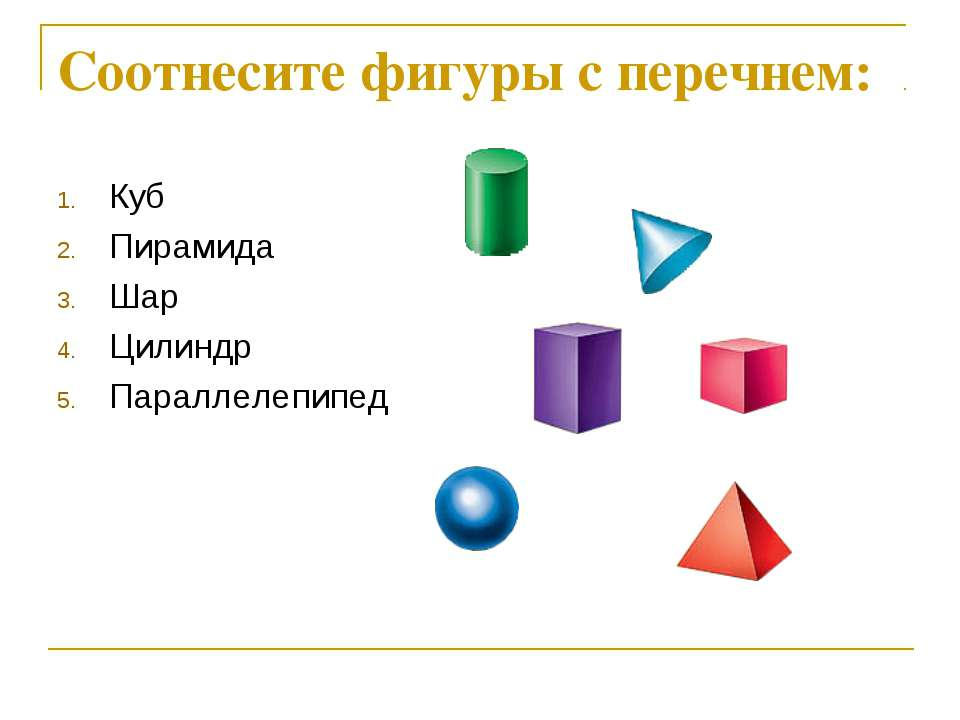 Соотнесите фигуры с перечнем:
1. Куб
2. Пирамида
3. Шар
4. Цилиндр
5. Параллелепипед